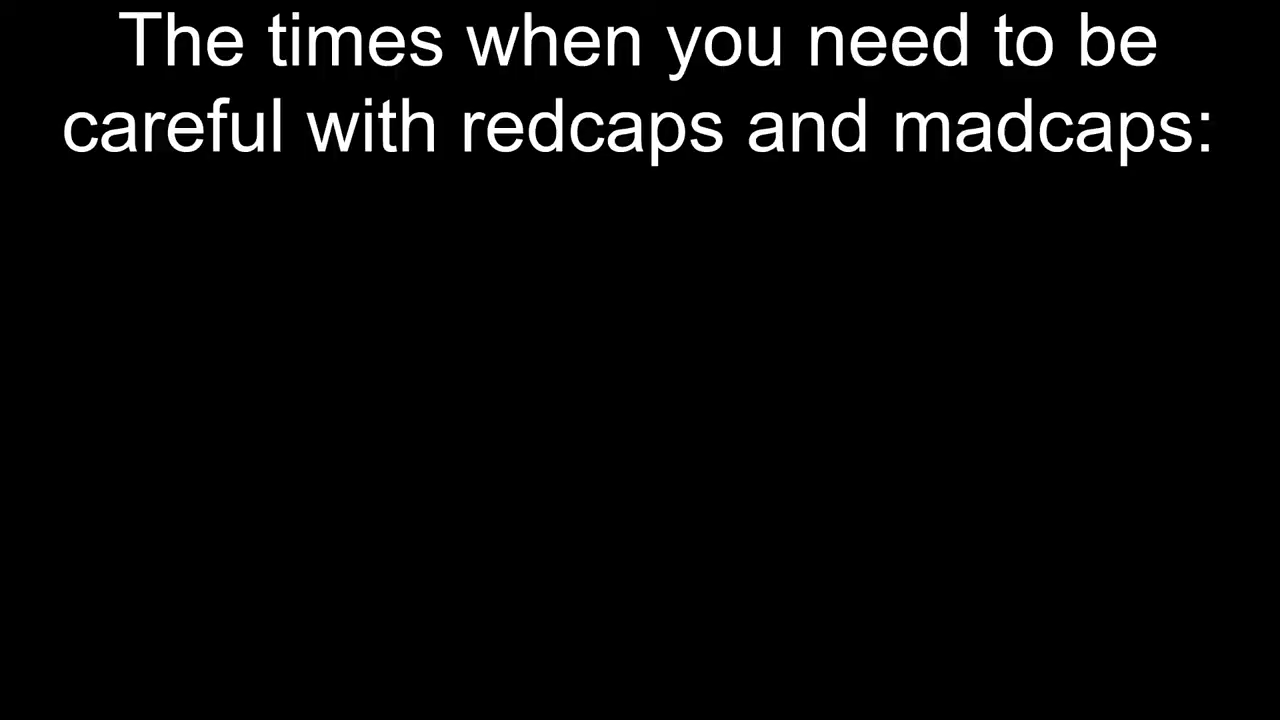 The times when you need to be
careful with redcaps and madcaps: